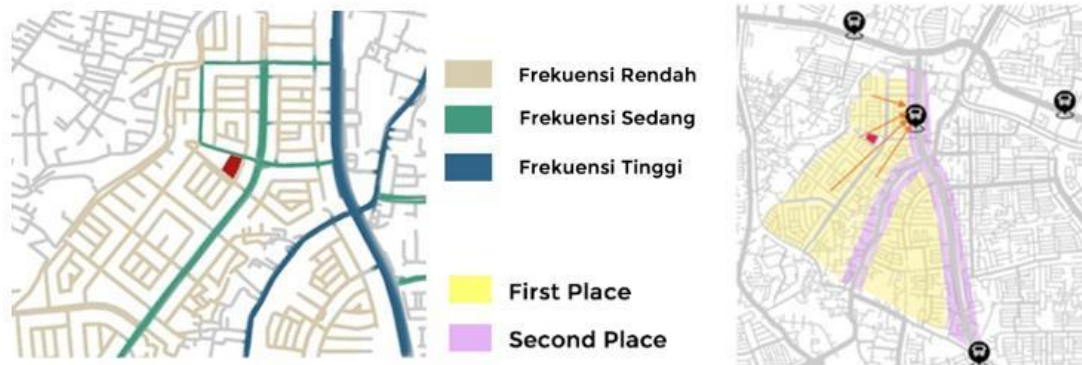 Frekuensi Rendah
Frekuensi Sedang
Frekuensi Tinggi
First Place
Second Place